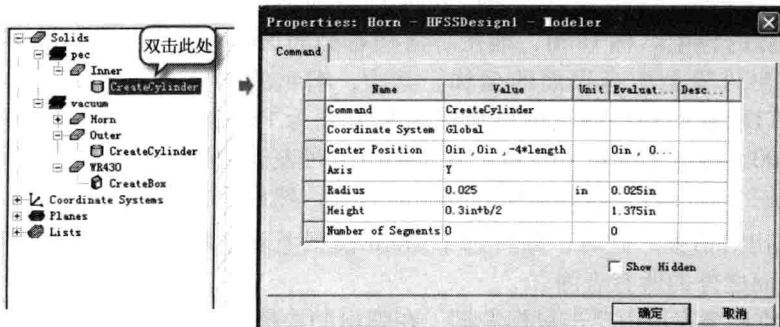 Solids
pec
Inner
CreateCylinder
vacuum
Horn
Outer
CreateCylinder
WR430
CreateBox
Coordinate Systems
Planes
Lists
双击此处
Properties: Horn - HFSSDesign1 - Modeler
Command
Name Value Unit Evaluat... Desc...
Command CreateCylinder
Coordinate System Global
Center Position 0in ,0in ,-4*length 0in , 0...
Axis Y
Radius 0.025 in 0.025in
Height 0.3in+b/2 1.375in
Number of Segments 0 0
Show Hidden
确定 取消